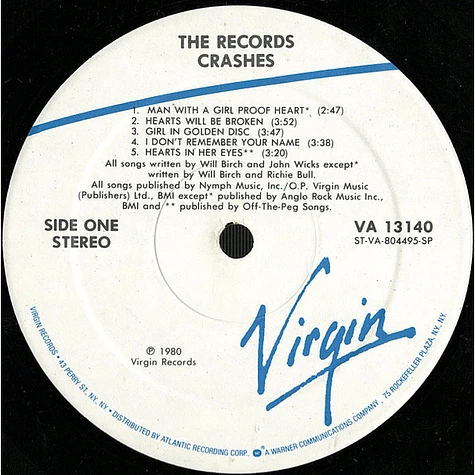 THE RECORDS
CRASHES
1. MAN WITH A GIRL PROOF HEART* (2:47)
2. HEARTS WILL BE BROKEN (3:52)
3. GIRL IN GOLDEN DISC (3:47)
4. I DON'T REMEMBER YOUR NAME (3:38)
5. HEARTS IN HER EYES** (3:20)
All songs written by Will Birch and John Wicks except*
written by Will Birch and Richie Bull.
All songs published by Nymph Music, Inc./O.P. Virgin Music
(Publishers) Ltd., BMI except* published by Anglo Rock Music Inc.,
BMI and ** published by Off-The-Peg Songs.
SIDE ONE
STEREO
VA 13140
ST-VA-804495-SP
℗ 1980
Virgin Records
Virgin
VIRGIN RECORDS • 43 PERRY ST. NY, NY • DISTRIBUTED BY ATLANTIC RECORDING CORP. W ® A WARNER COMMUNICATIONS COMPANY. 75 ROCKEFELLER PLAZA, NY. NY.